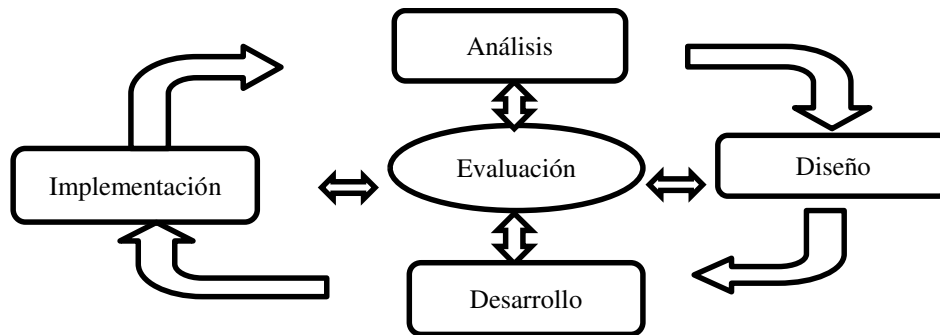 Análisis
Implementación
Evaluación
Diseño
Desarrollo